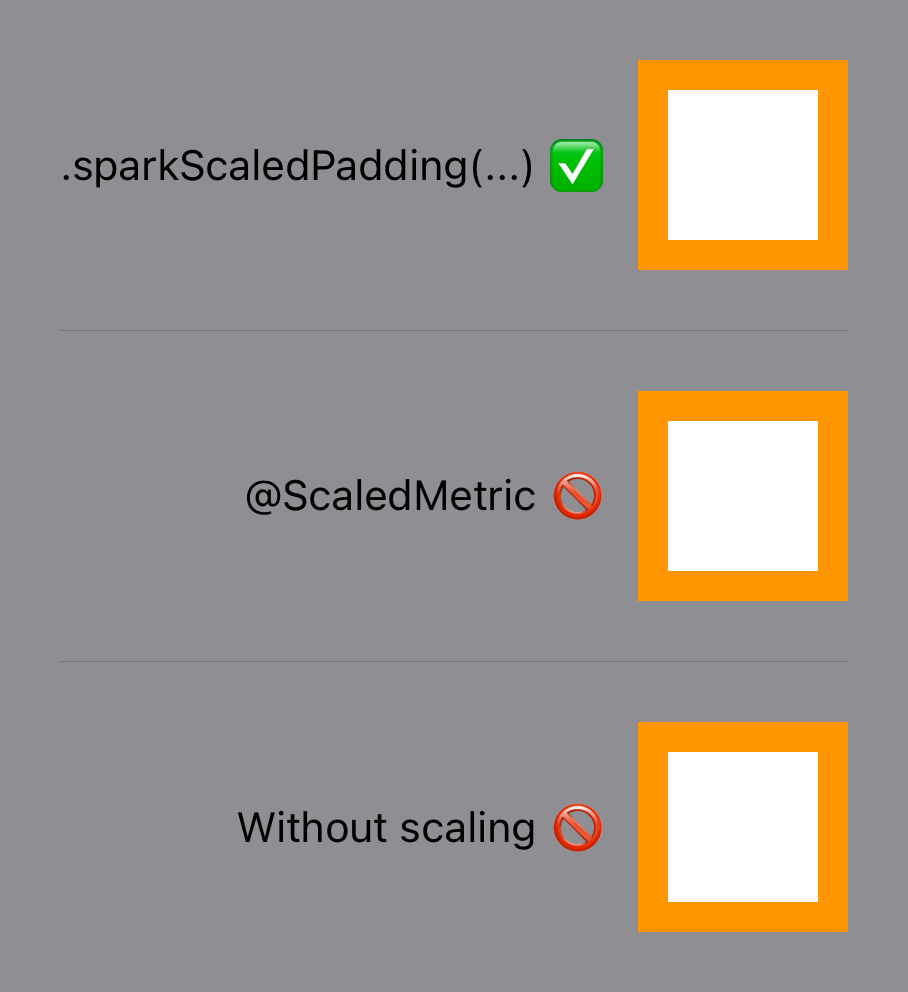 .sparkScaledPadding(...) ✅
@ScaledMetric 🚫
Without scaling 🚫